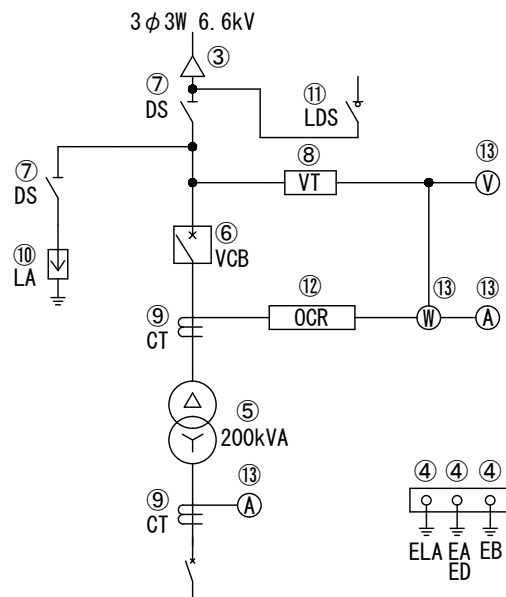 3φ3W 6.6kV
③
⑦
DS
⑪
LDS
⑦
DS
⑧
VT
⑬
V
⑥
VCB
⑩
LA
⑨
CT
⑫
OCR
⑬
W
⑬
A
⑤
200kVA
⑬
A
⑨
CT
④ ④ ④
ELA EA EB
ED